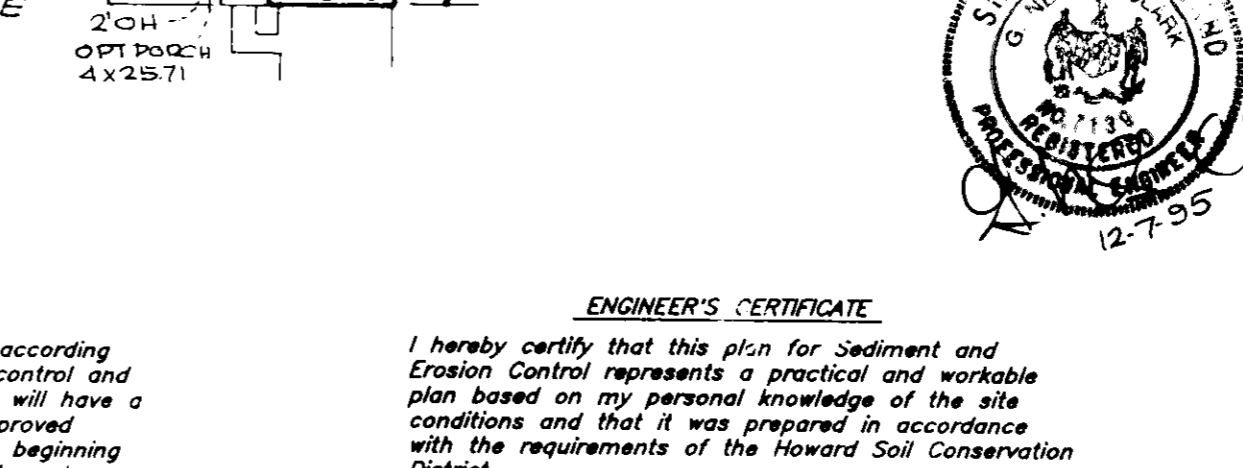 E
2'OH
OPT PORCH
4x25.71
G. NE CLARK
NO. 7139
REGISTERED
PROFESSIONAL ENGINEER
12-7-95
ENGINEER'S CERTIFICATE
according
control and
will have a
proved
beginning
I hereby certify that this plan for Sediment and
Erosion Control represents a practical and workable
plan based on my personal knowledge of the site
conditions and that it was prepared in accordance
with the requirements of the Howard Soil Conservation
District